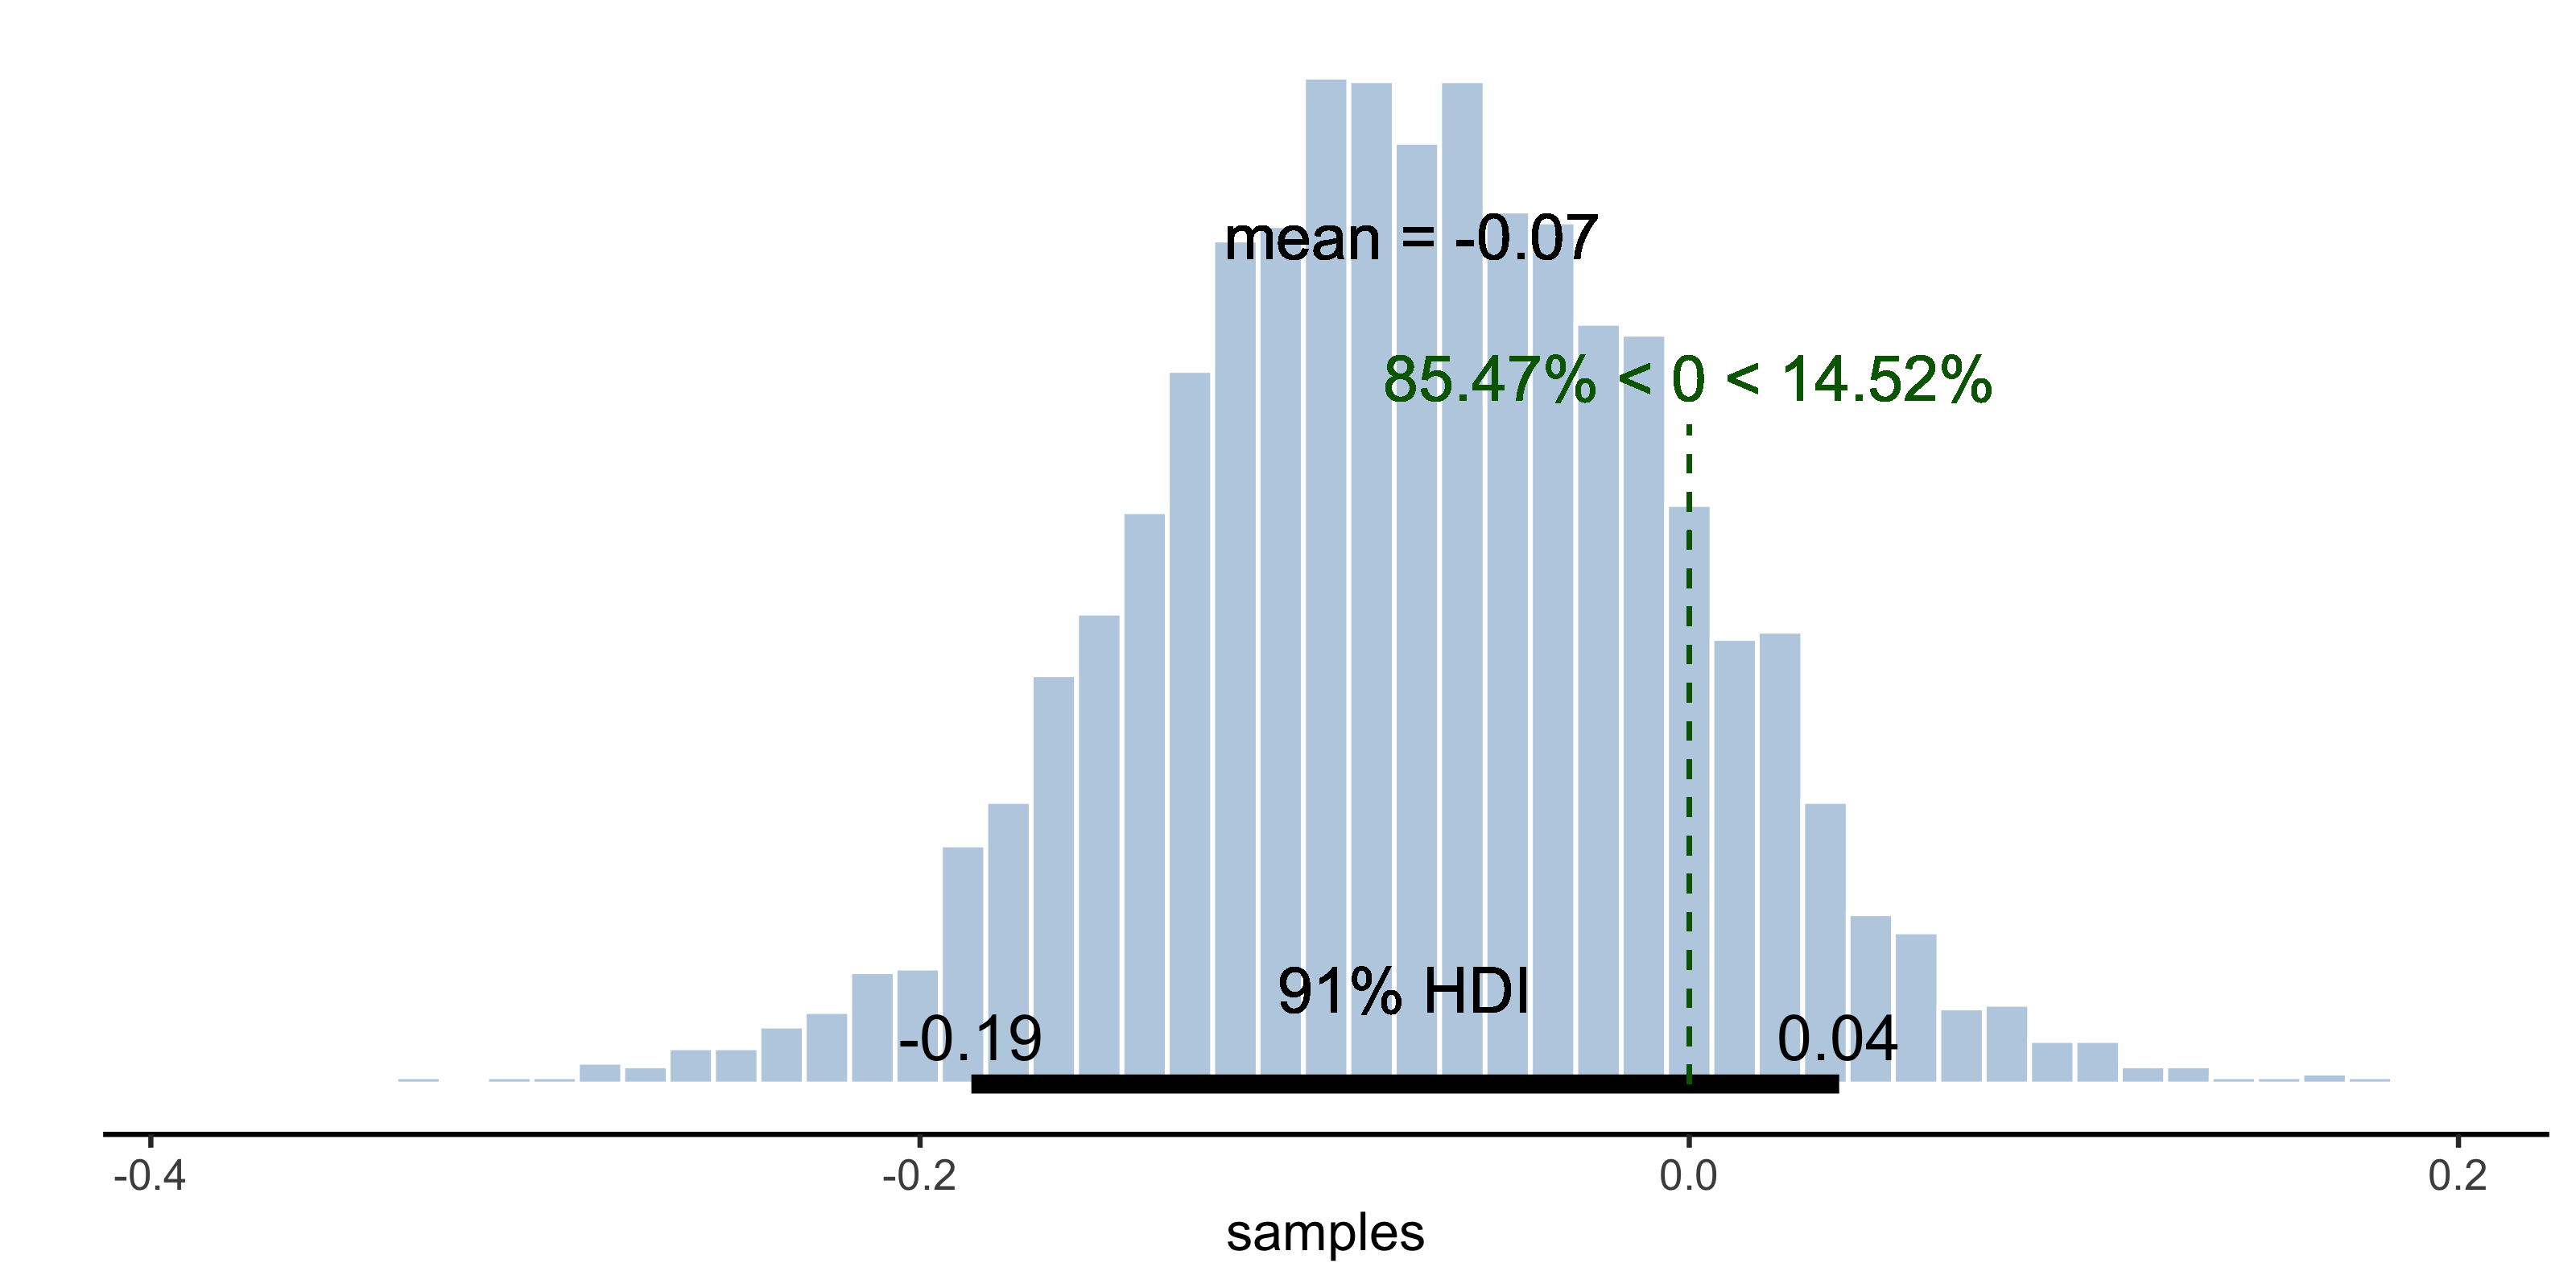 mean = -0.07
85.47% < 0 < 14.52%
91% HDI
-0.19 0.04
-0.4 -0.2 0.0 0.2
samples